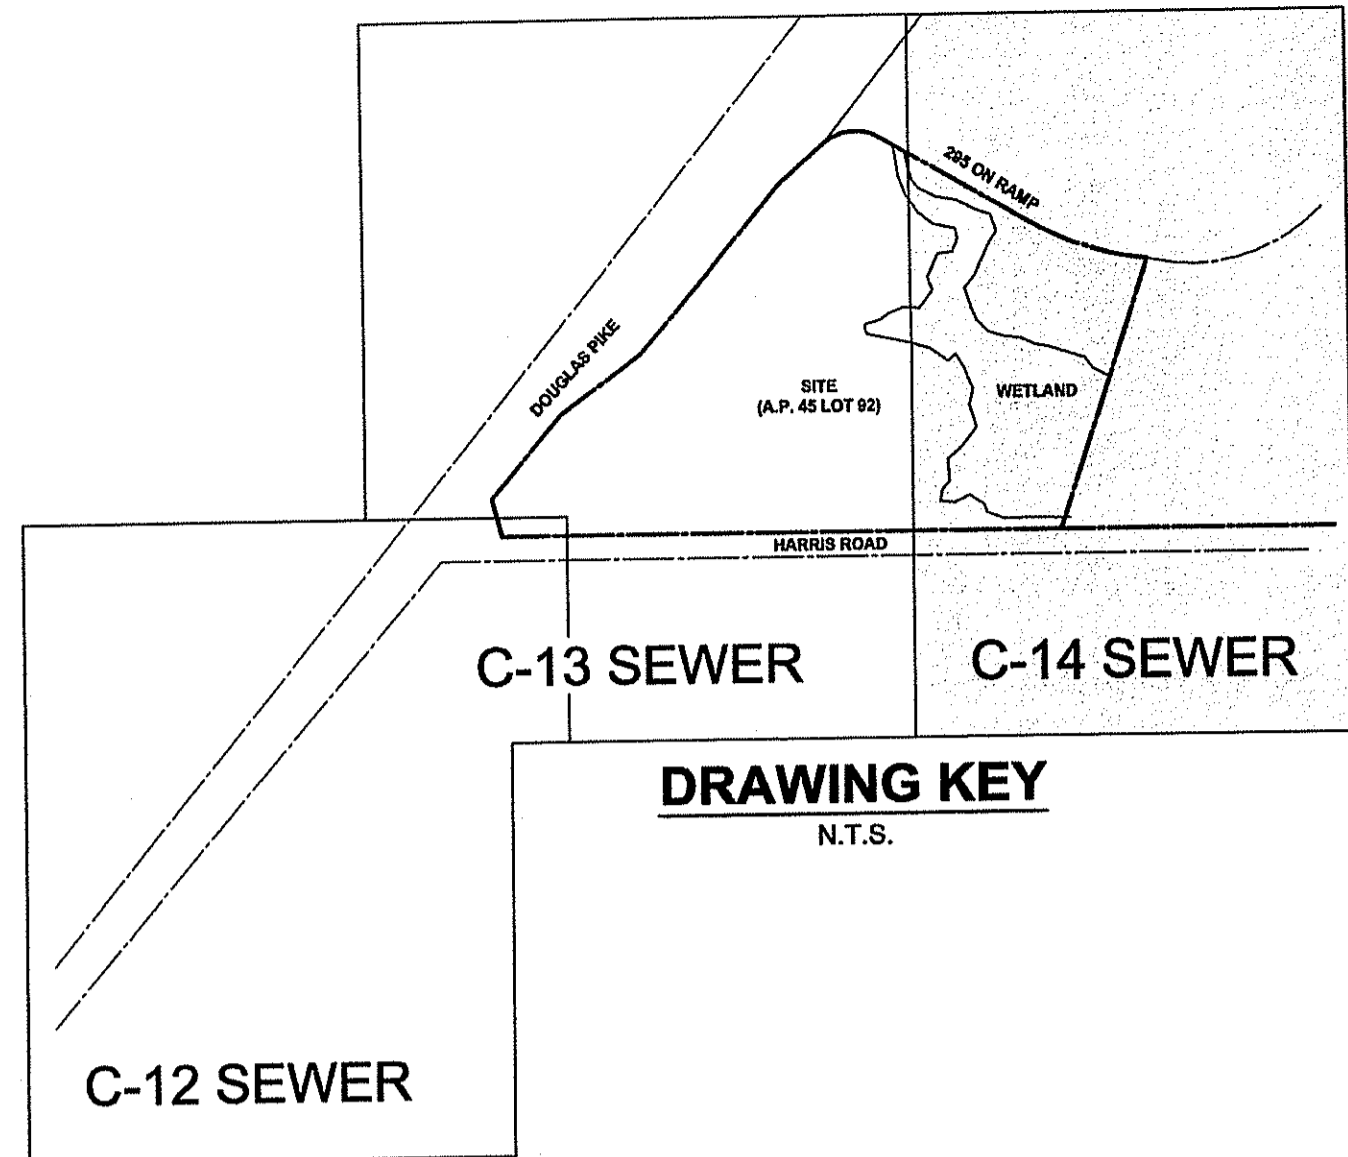 295 ON RAMP
DOUGLAS PIKE
SITE
(A.P. 45 LOT 92)
WETLAND
HARRIS ROAD
C-13 SEWER
C-14 SEWER
DRAWING KEY
N.T.S.
C-12 SEWER